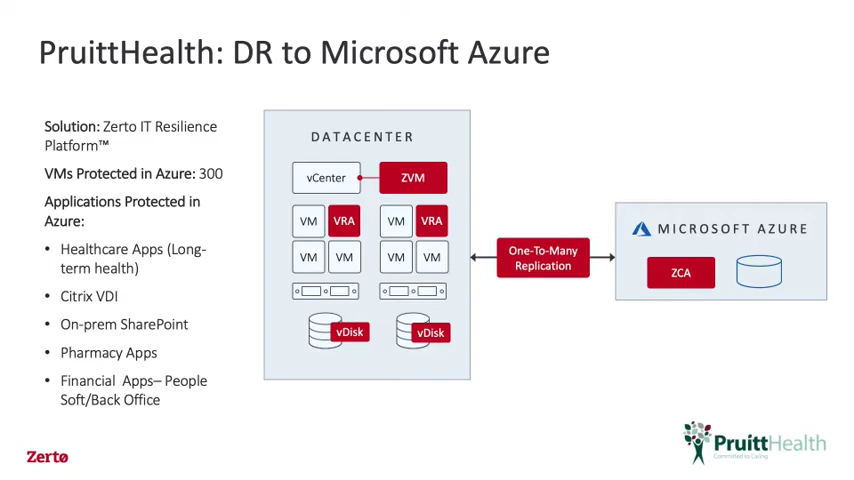 PruittHealth: DR to Microsoft Azure
Solution: Zerto IT Resilience
Platform™
VMs Protected in Azure: 300
Applications Protected in
Azure:
• Healthcare Apps (Long-
term health)
• Citrix VDI
• On-prem SharePoint
• Pharmacy Apps
• Financial Apps– People
Soft/Back Office
DATACENTER
vCenter
ZVM
VM
VRA
VM
VRA
VM
VM
VM
VM
vDisk
vDisk
One-To-Many
Replication
MICROSOFT AZURE
ZCA
Zertø
PruittHealth
Committed to Caring